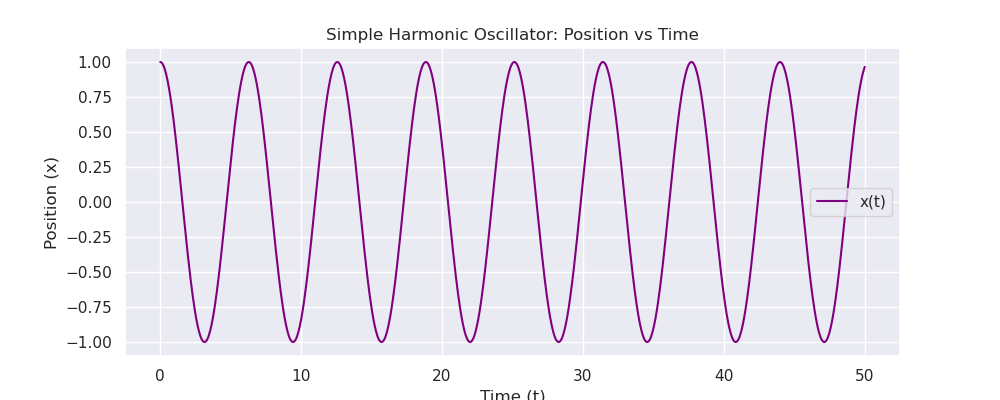 Simple Harmonic Oscillator: Position vs Time
1.00
0.75
0.50
0.25
0.00
−0.25
−0.50
−0.75
−1.00
Position (x)
x(t)
0 10 20 30 40 50
Time (t)